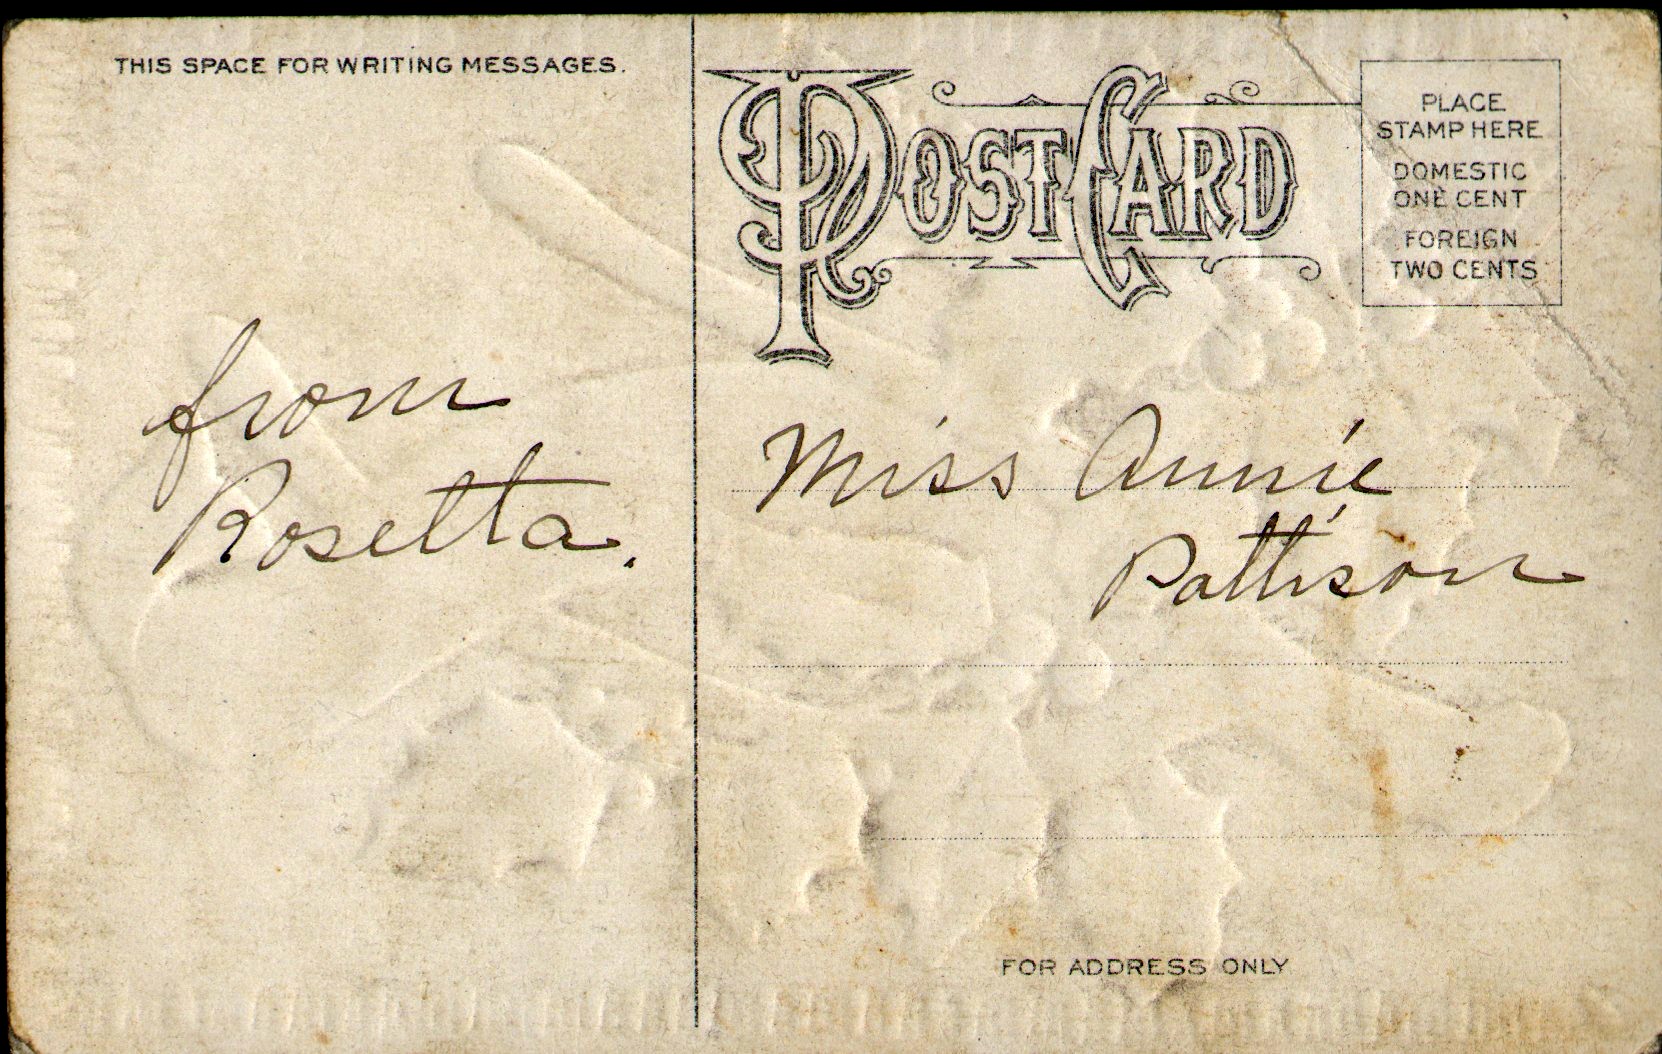 THIS SPACE FOR WRITING MESSAGES.
POST CARD
PLACE
STAMP HERE
DOMESTIC
ONE CENT
FOREIGN
TWO CENTS
from
Rosetta.
Miss Annie
Pattison
FOR ADDRESS ONLY